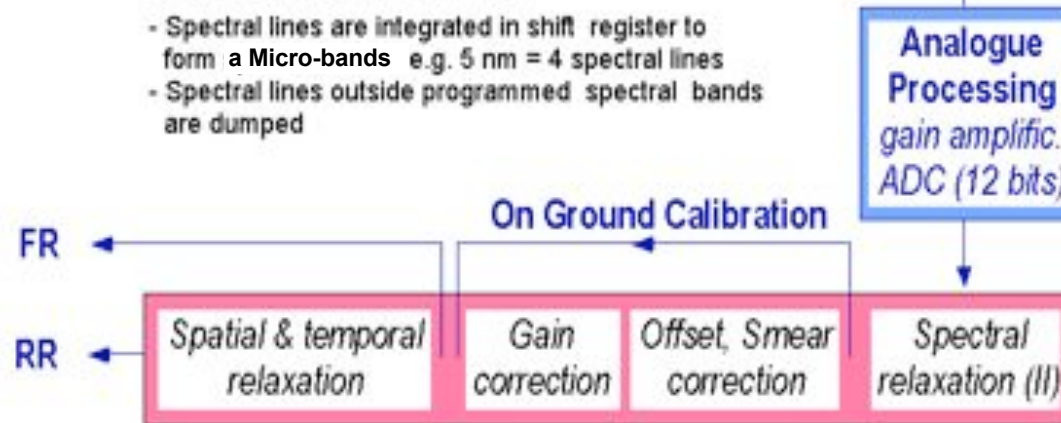 - Spectral lines are integrated in shift register to
form a Micro-bands e.g. 5 nm = 4 spectral lines
- Spectral lines outside programmed spectral bands
are dumped
Analogue
Processing
gain amplific.
ADC (12 bits)
On Ground Calibration
FR
RR
Spatial & temporal
relaxation
Gain
correction
Offset, Smear
correction
Spectral
relaxation (II)